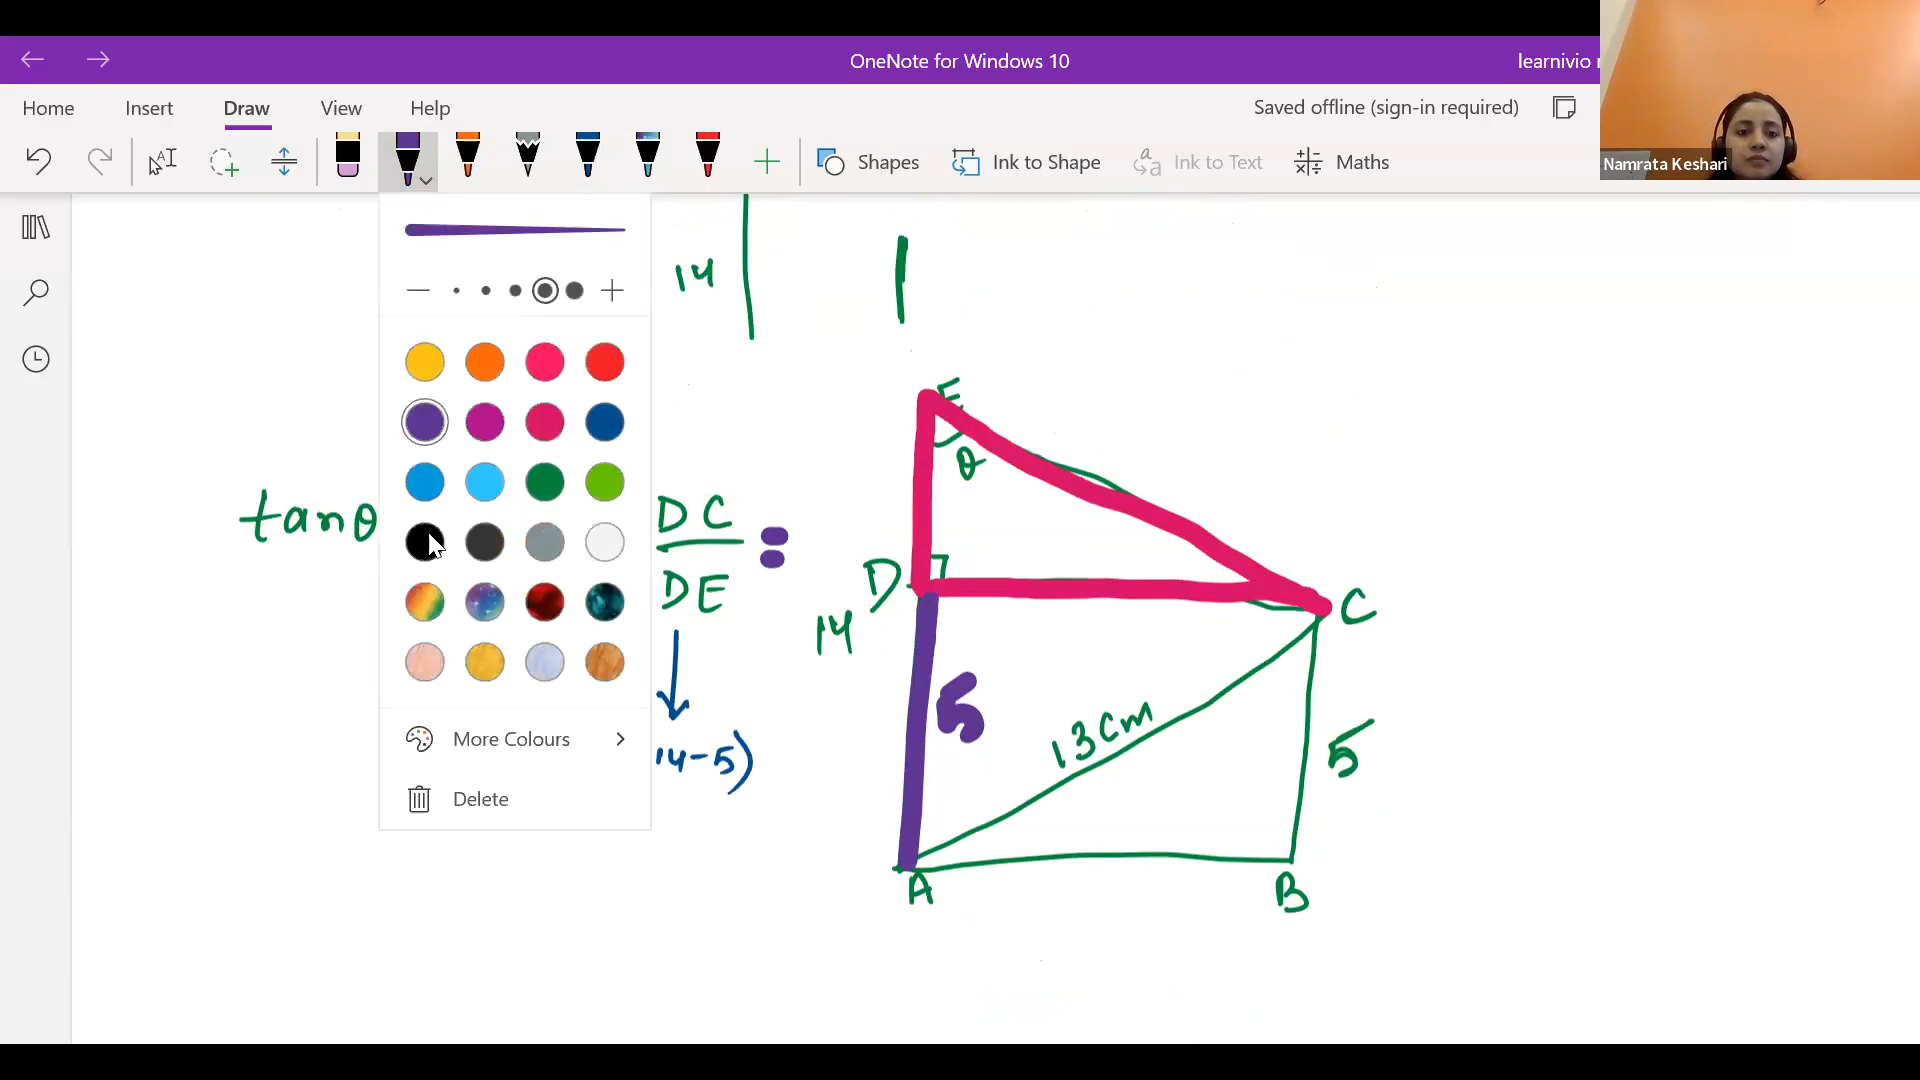 OneNote for Windows 10
learnivio
Home Insert Draw View Help
Saved offline (sign-in required)
Shapes
Ink to Shape
Ink to Text
Maths
Namrata Keshari
14
E
θ
tanθ
DC
DE
=
D
14
C
5
13cm
5
14-5)
A
B
More Colours
Delete